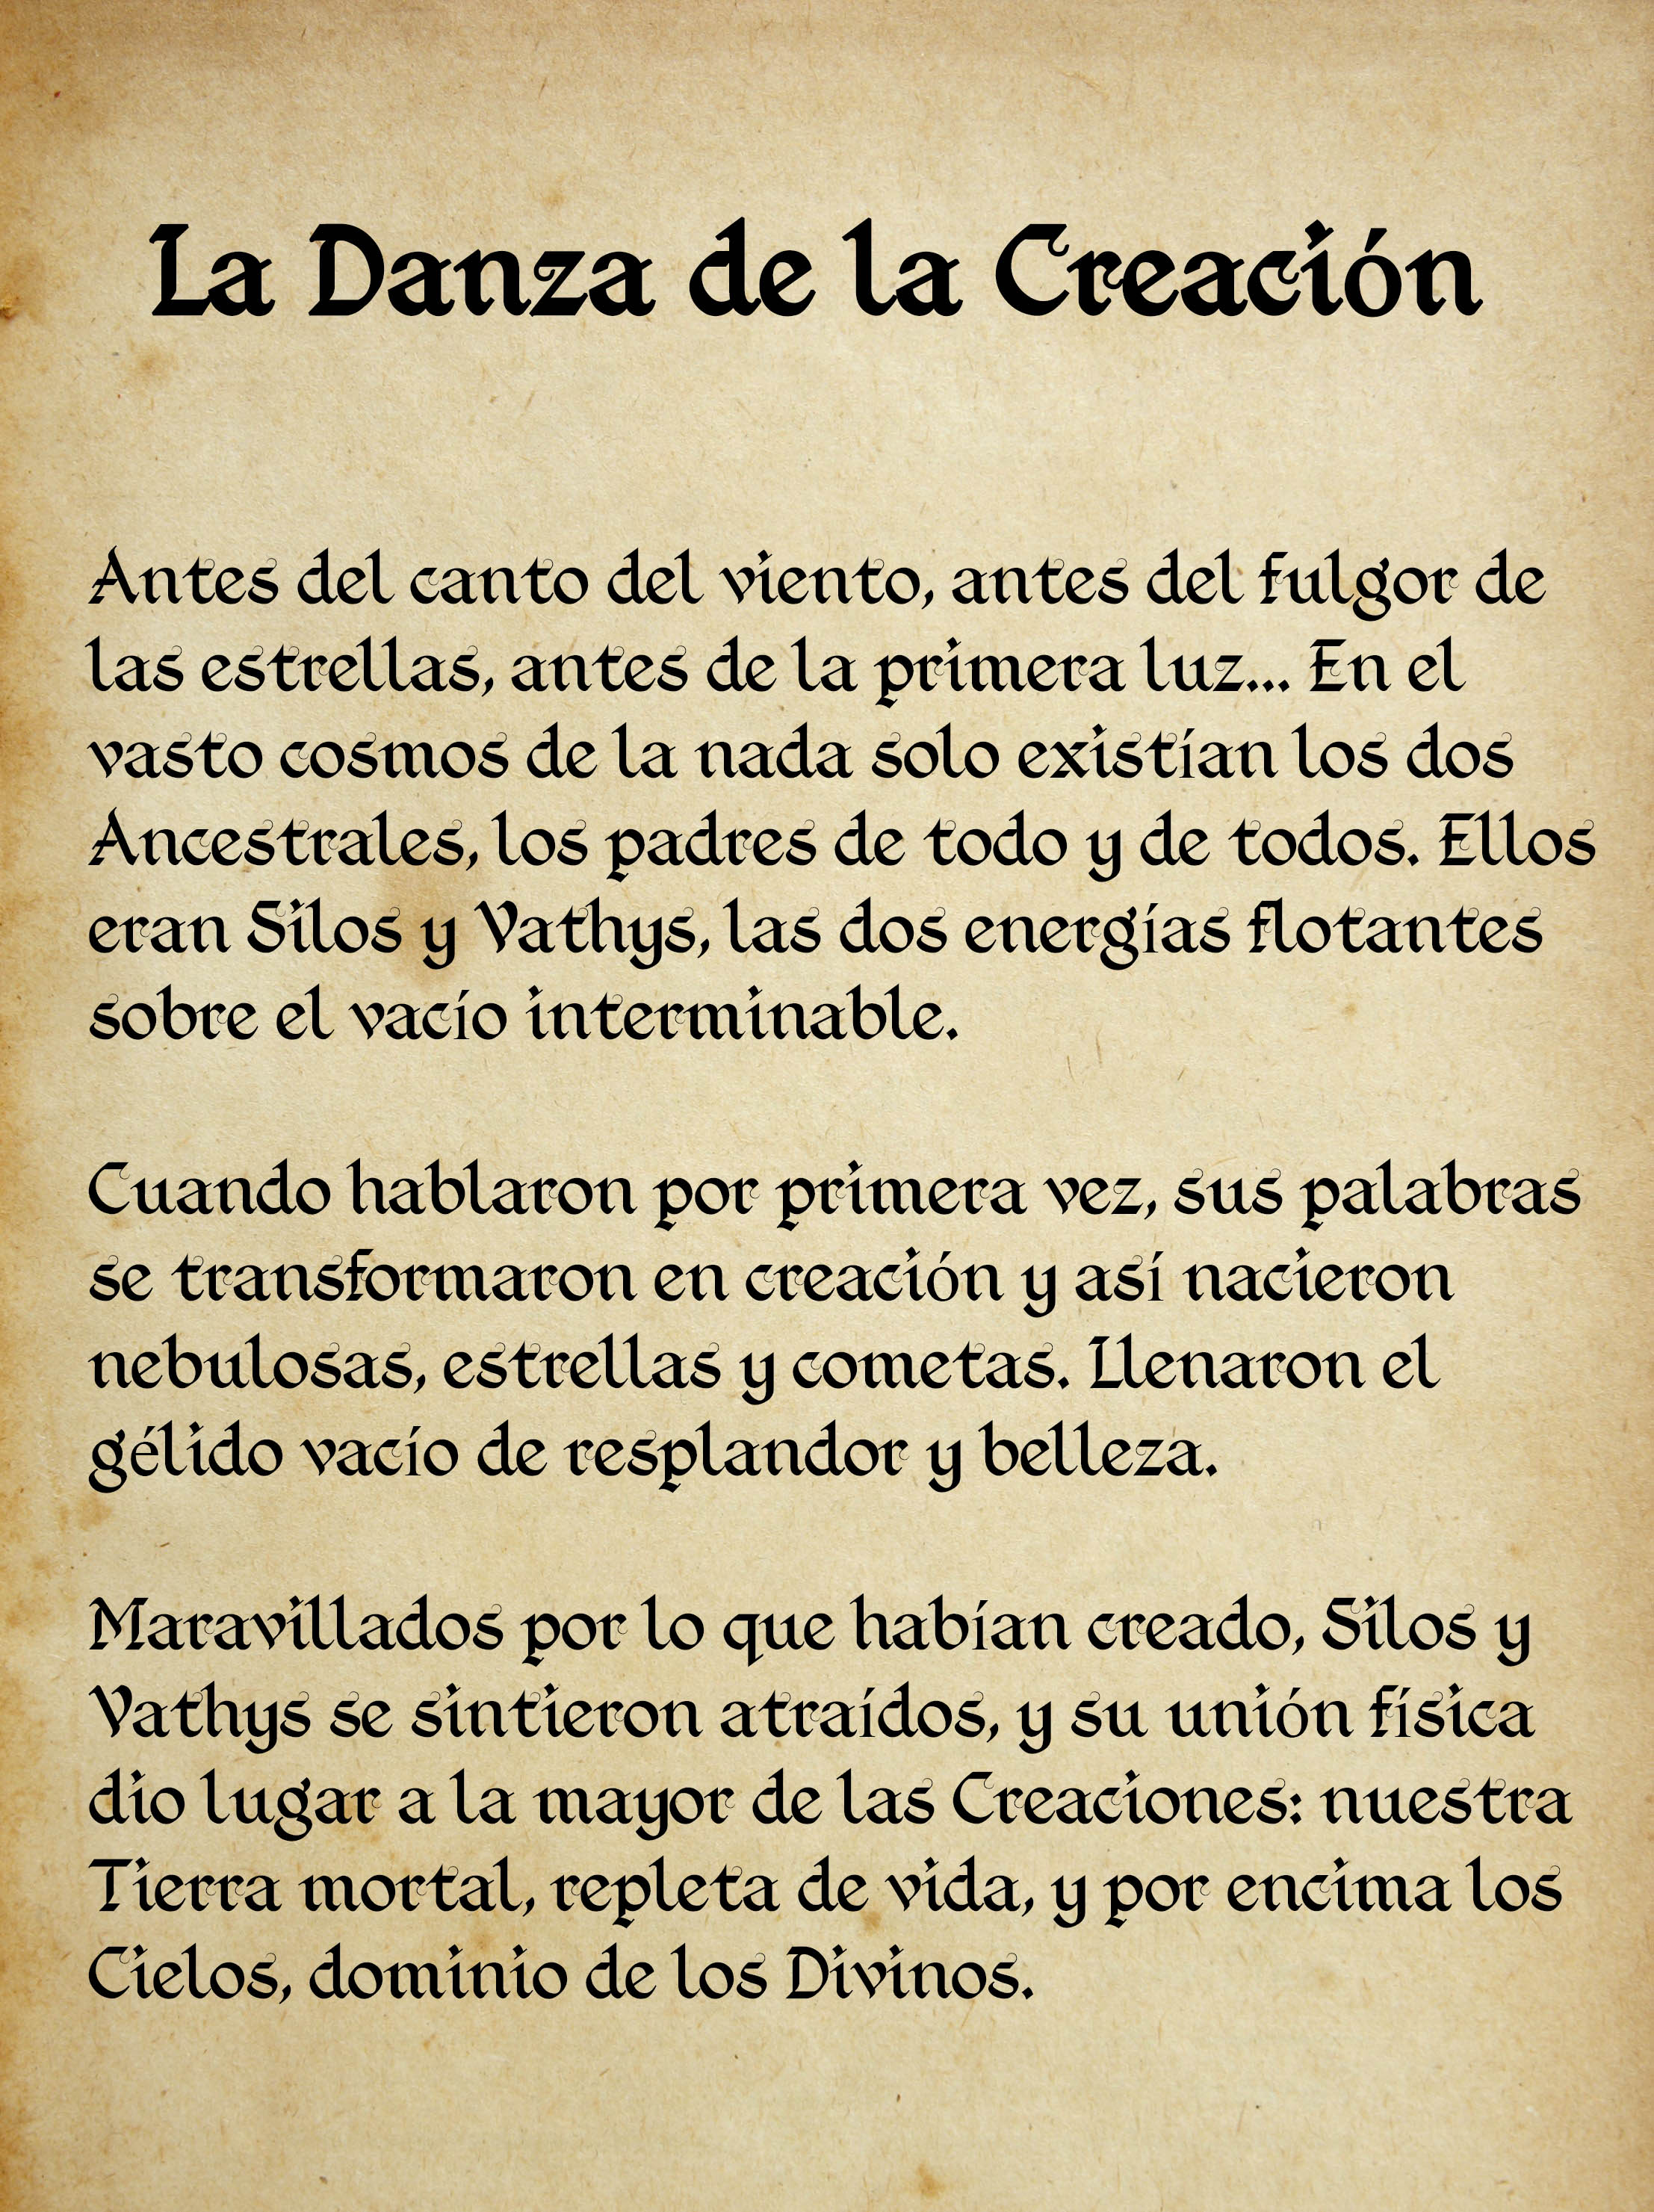 La Danza de la Creación
Antes del canto del viento, antes del fulgor de
las estrellas, antes de la primera luz... En el
vasto cosmos de la nada solo existían los dos
Ancestrales, los padres de todo y de todos. Ellos
eran Silos y Vathys, las dos energías flotantes
sobre el vacío interminable.
Cuando hablaron por primera vez, sus palabras
se transformaron en creación y así nacieron
nebulosas, estrellas y cometas. Llenaron el
gélido vacío de resplandor y belleza.
Maravillados por lo que habían creado, Silos y
Vathys se sintieron atraídos, y su unión física
dio lugar a la mayor de las Creaciones: nuestra
Tierra mortal, repleta de vida, y por encima los
Cielos, dominio de los Divinos.